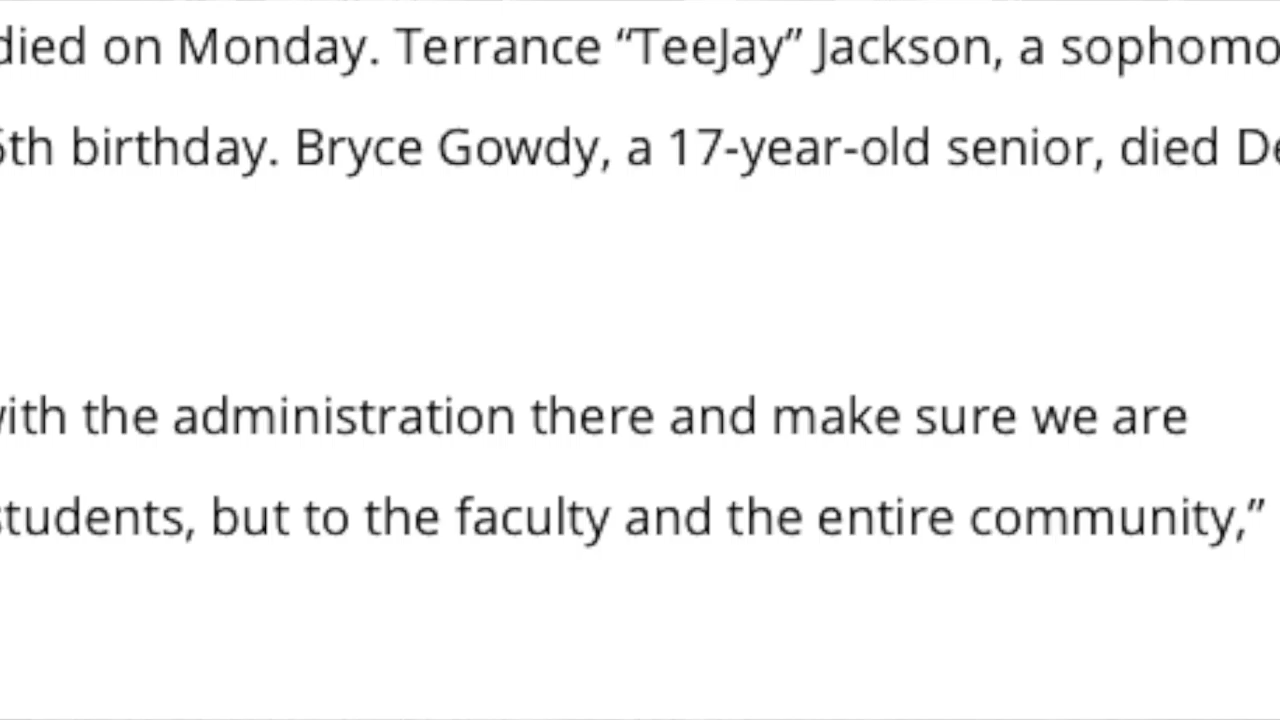 died on Monday. Terrance “TeeJay” Jackson, a sophomo
5th birthday. Bryce Gowdy, a 17-year-old senior, died De
with the administration there and make sure we are
students, but to the faculty and the entire community,”